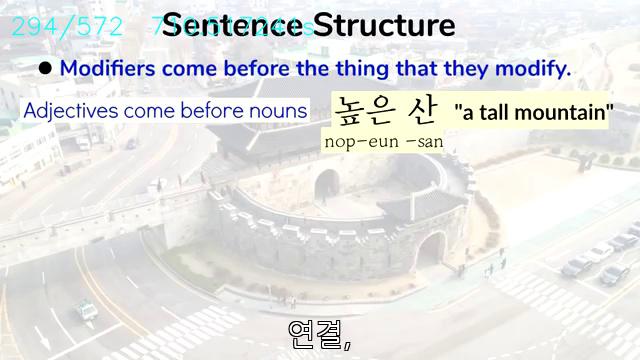 294/572
Sentence Structure
Modifiers come before the thing that they modify.
Adjectives come before nouns 높은 산 "a tall mountain"
nop-eun -san
연결,